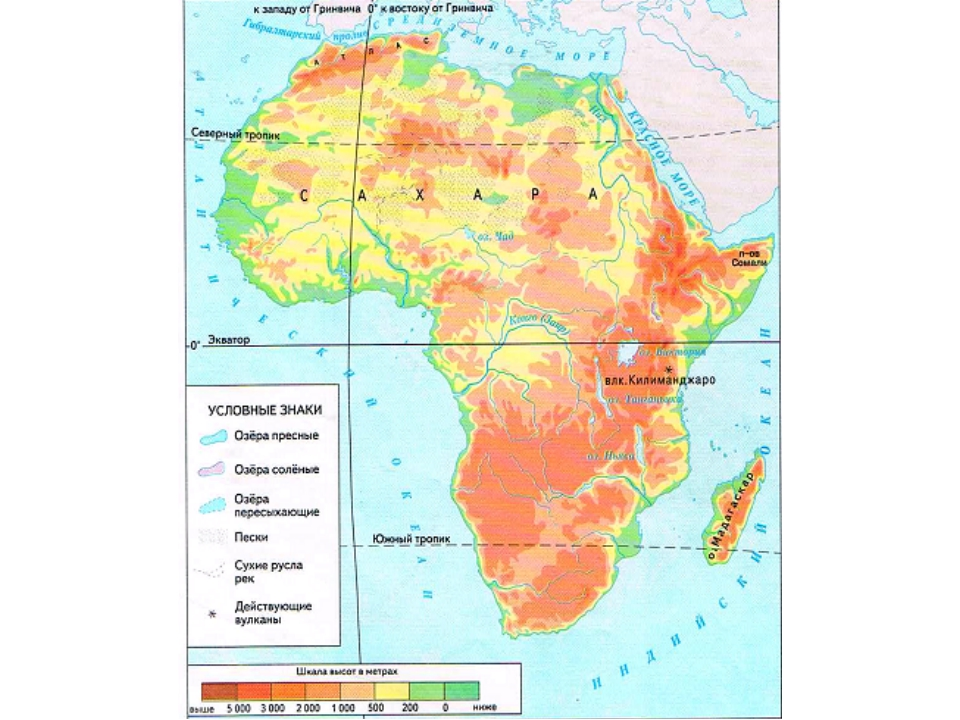 к западу от Гринвича 0° к востоку от Гринвича
Гибралтарский пролив
СРЕДИЗЕМНОЕ МОРЕ
АТЛАС
Нил
КРАСНОЕ МОРЕ
Северный тропик
САХАРА
оз. Чад
п-ов
Сомали
АТЛАНТИЧЕСКИЙ ОКЕАН
Конго (Заир)
0° Экватор
оз. Виктория
влк.Килиманджаро
оз. Танганьика
оз. Ньяса
о.Мадагаскар
Южный тропик
ИНДИЙСКИЙ ОКЕАН
УСЛОВНЫЕ ЗНАКИ
Озёра пресные
Озёра солёные
Озёра
пересыхающие
Пески
Сухие русла
рек
Действующие
вулканы
Шкала высот в метрах
выше 5 000 3 000 2 000 1 000 500 200 0 ниже